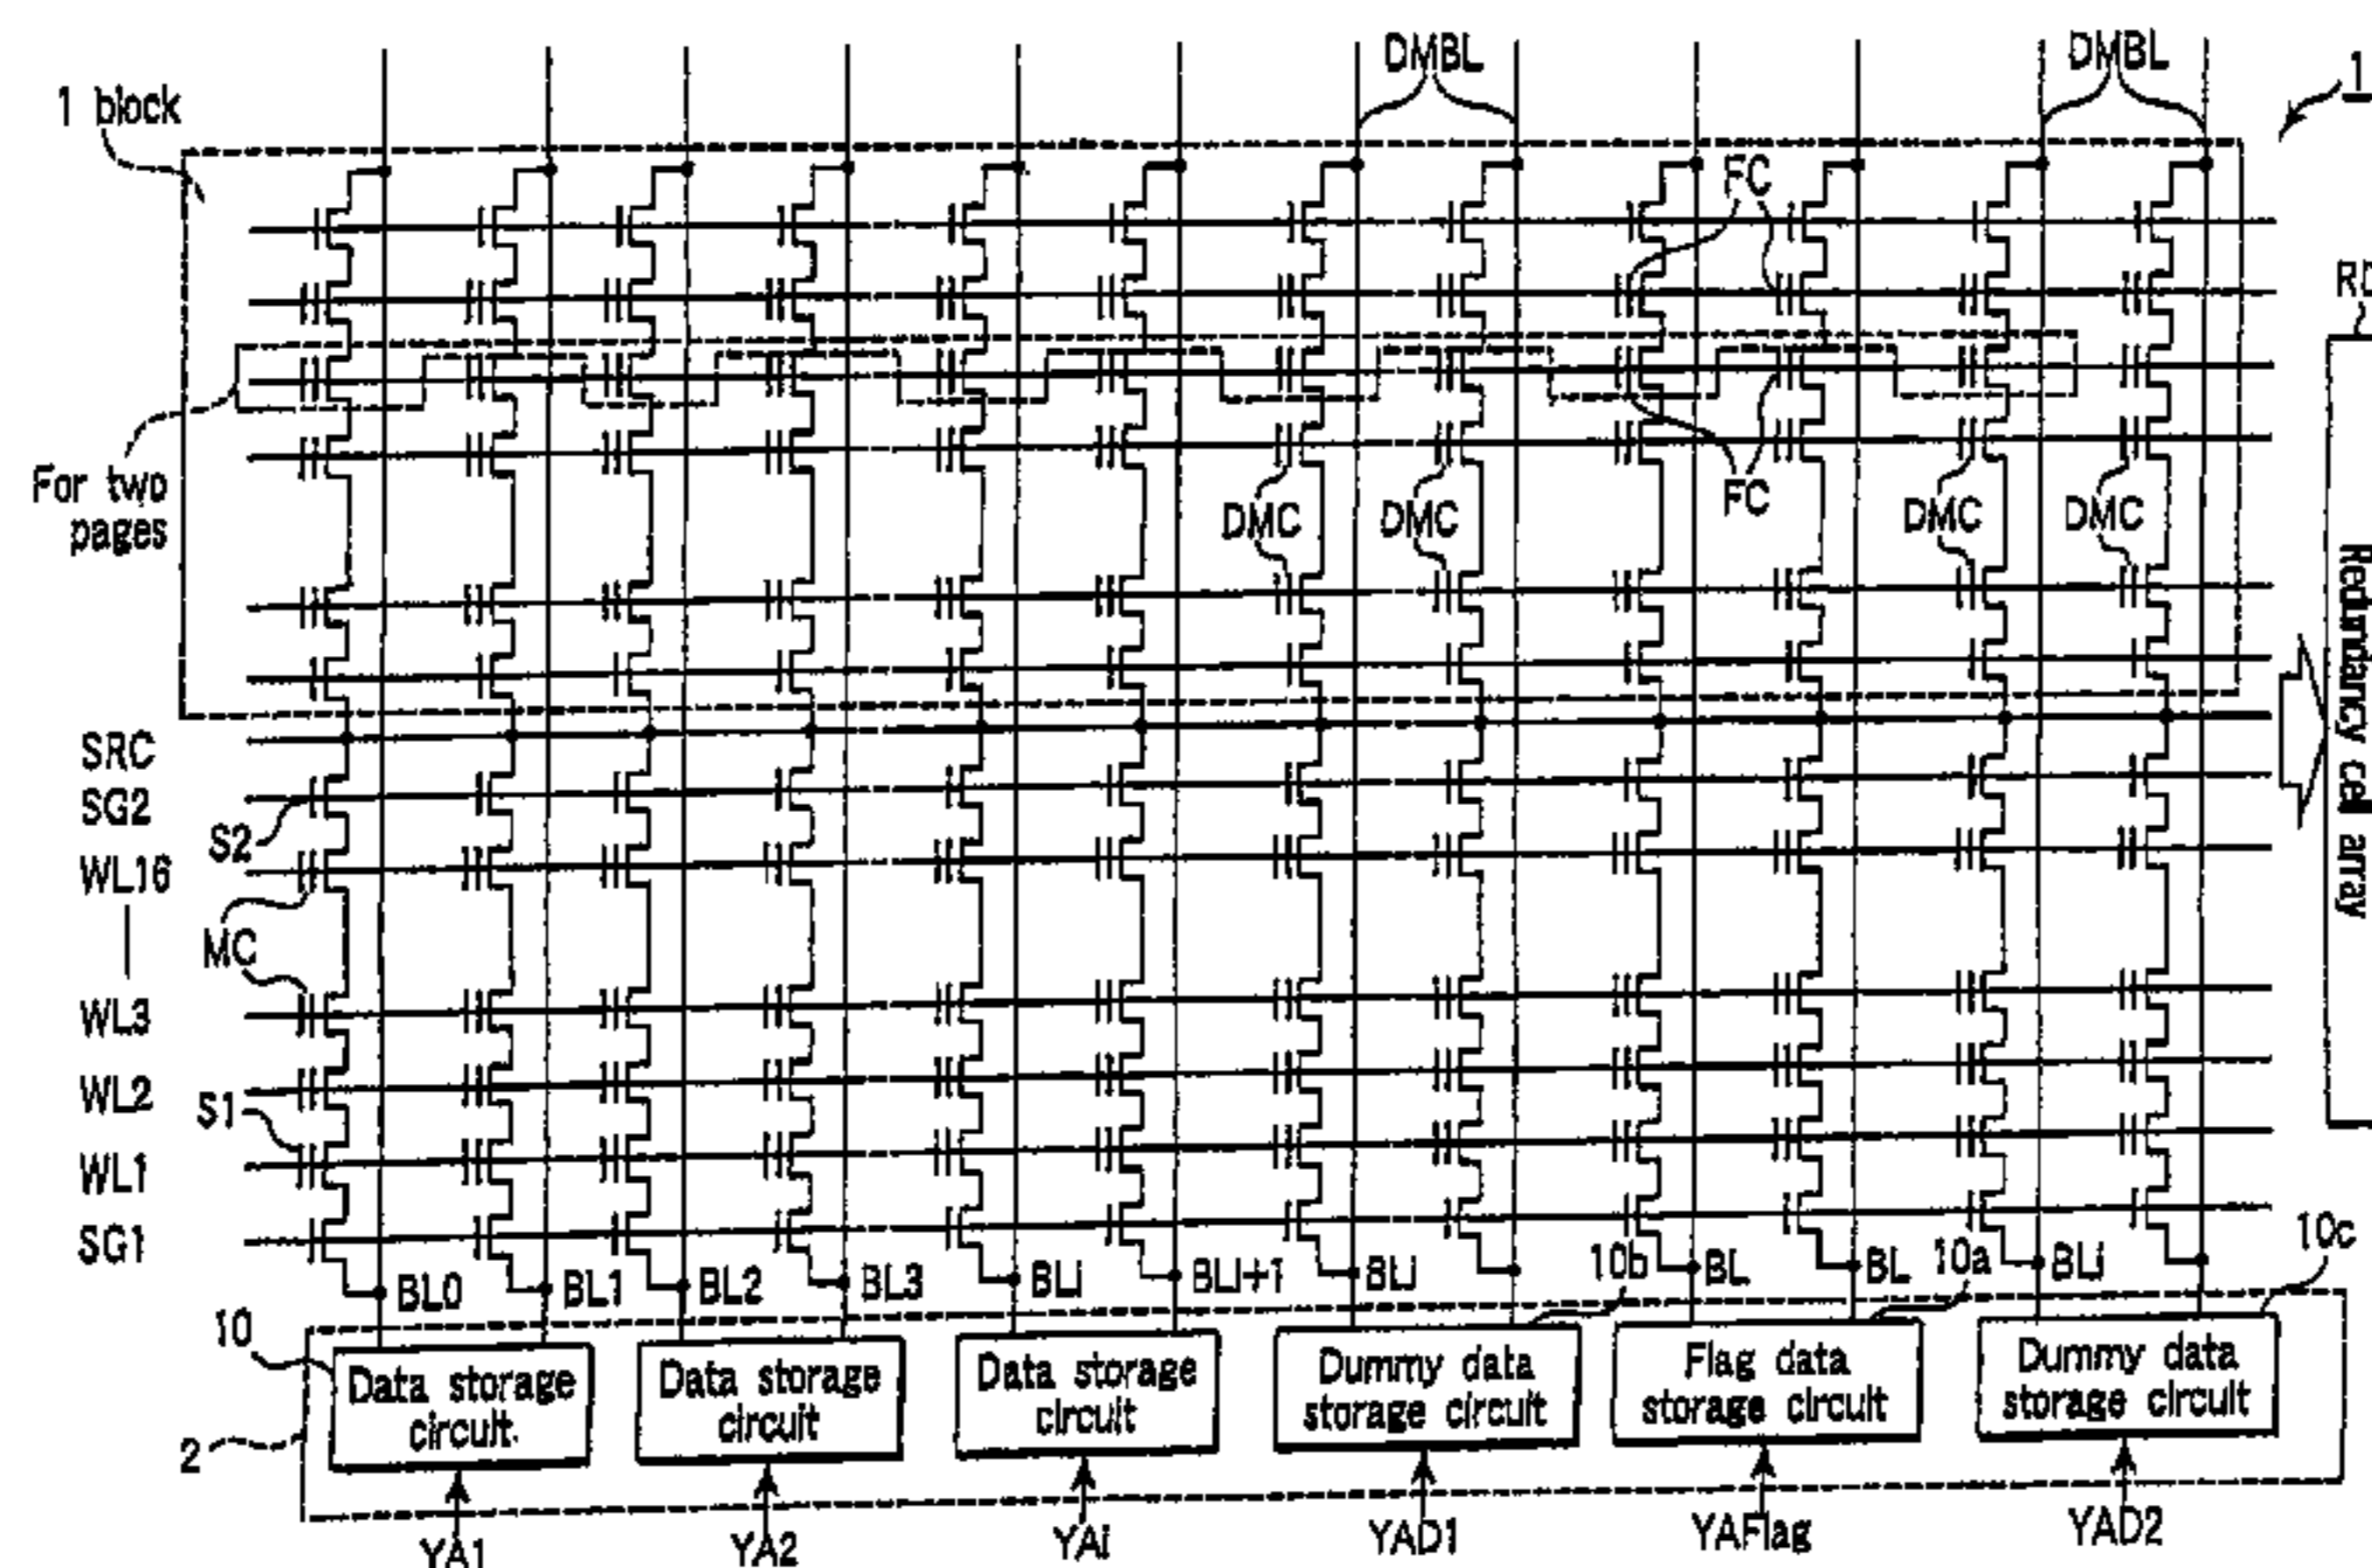 DMBL
DMBL
1
1 block
FC
For two
pages
DMC
DMC
FC
DMC
DMC
Redundancy cell array
SRC
SG2
S2
WL16
MC
WL3
WL2
S1
WL1
SG1
BL0
BL1
BL2
BL3
BLi
BLi+1
BLi
10b
BL
BL
10a
BLi
10c
10
2
Data storage
circuit
Data storage
circuit
Data storage
circuit
Dummy data
storage circuit
Flag data
storage circuit
Dummy data
storage circuit
YA1
YA2
YAi
YAD1
YAFlag
YAD2